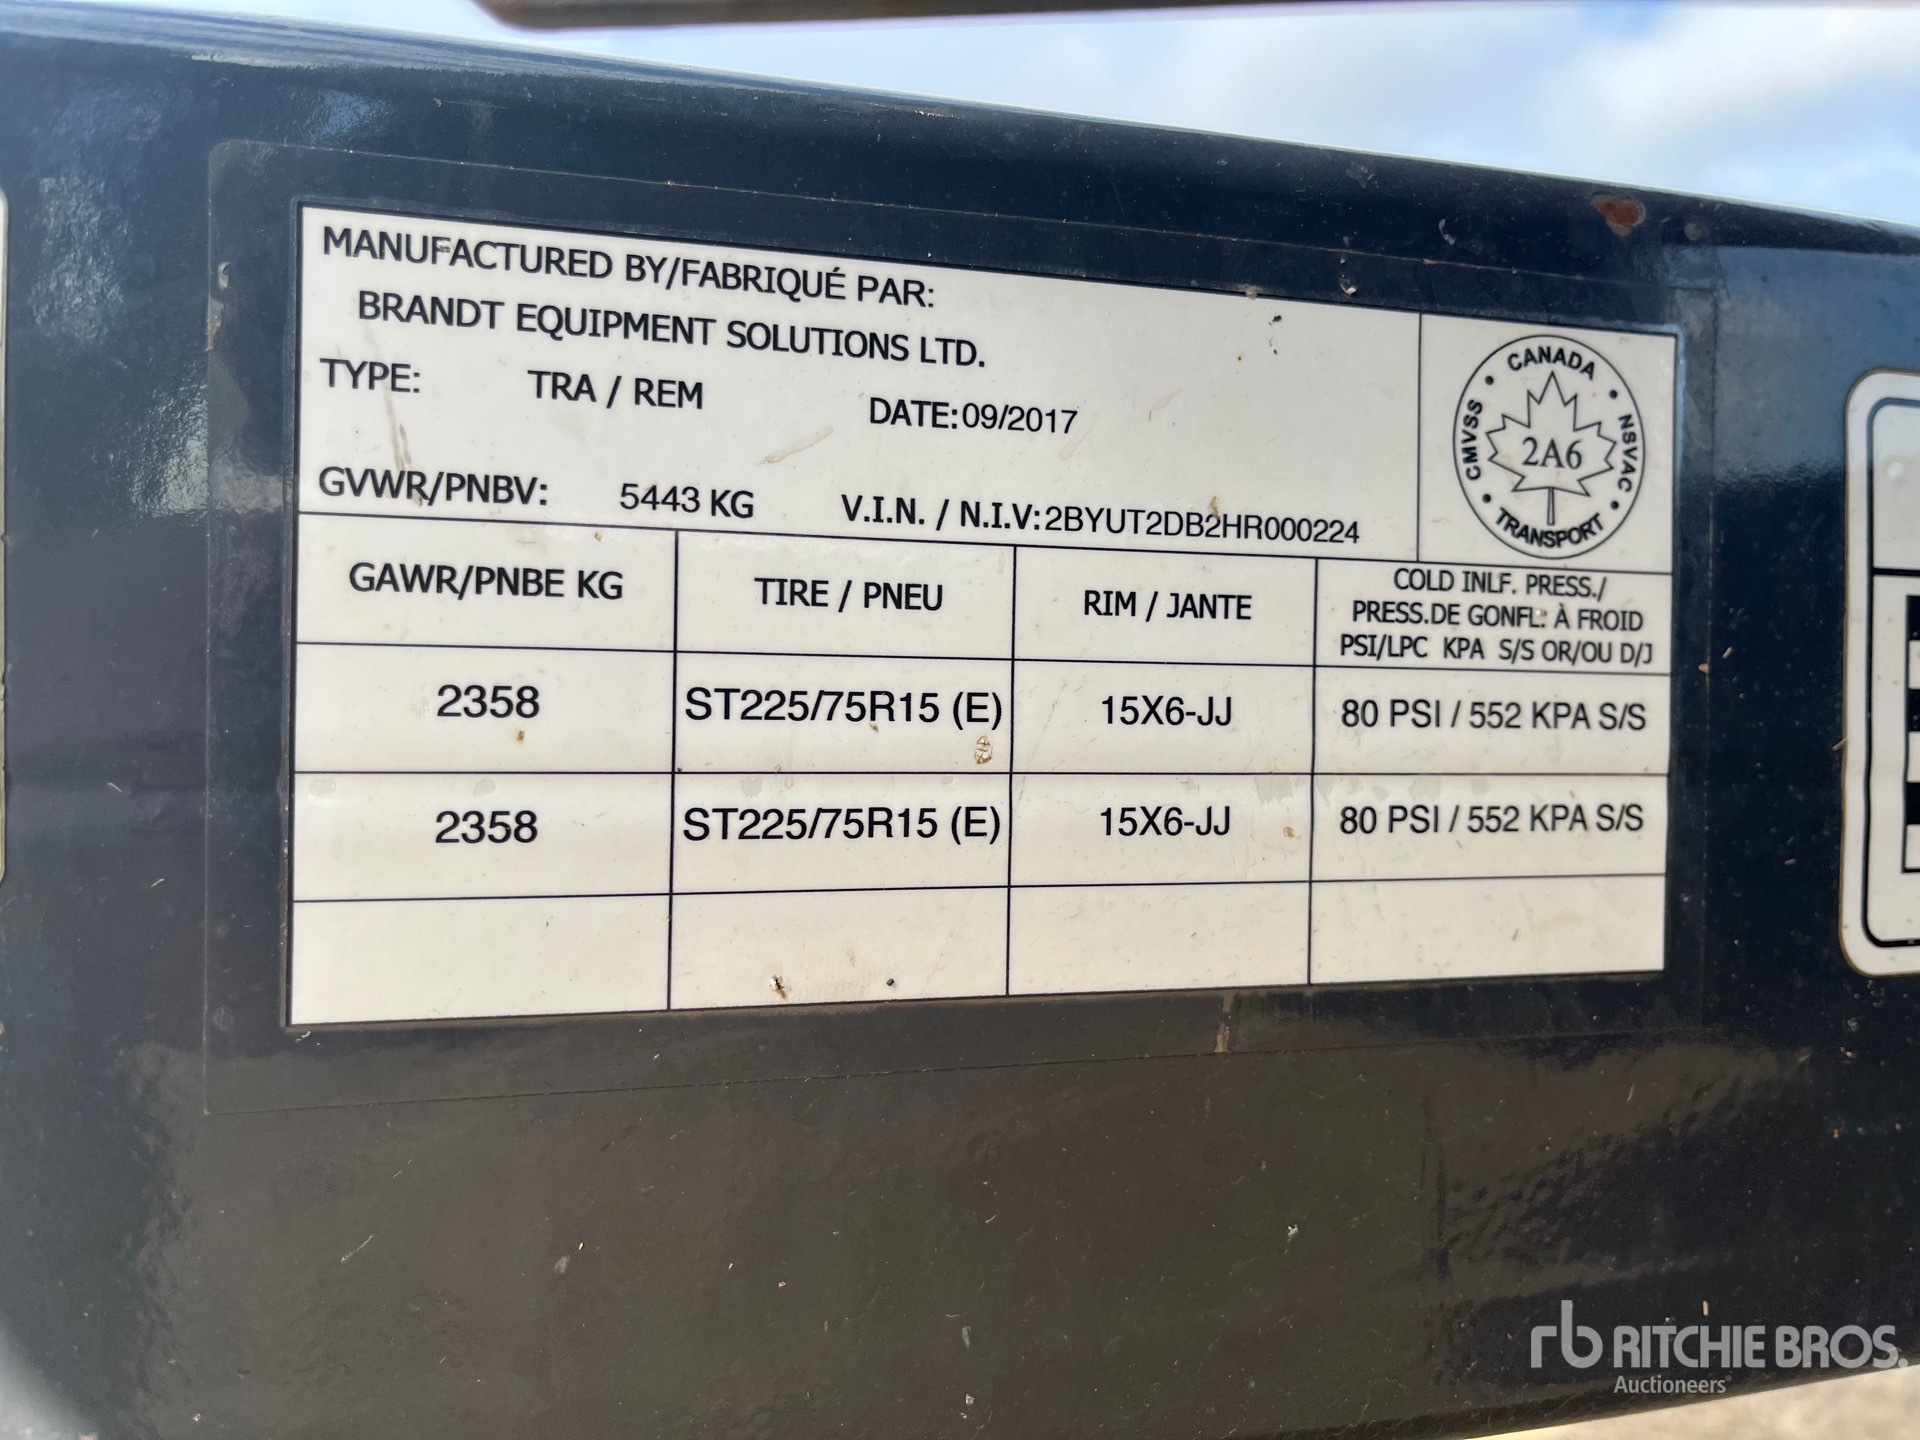 MANUFACTURED BY/FABRIQUÉ PAR:
BRANDT EQUIPMENT SOLUTIONS LTD.
TYPE: TRA / REM DATE:09/2017
GVWR/PNBV: 5443 KG V.I.N. / N.I.V:2BYUT2DB2HR000224
CANADA
CMVSS
2A6
NSVAC
TRANSPORT
GAWR/PNBE KG TIRE / PNEU RIM / JANTE COLD INLF. PRESS./
PRESS.DE GONFL. À FROID
PSI/LPC KPA S/S OR/OU D/J
2358 ST225/75R15 (E) 15X6-JJ 80 PSI / 552 KPA S/S
2358 ST225/75R15 (E) 15X6-JJ 80 PSI / 552 KPA S/S
rb RITCHIE BROS.
Auctioneers